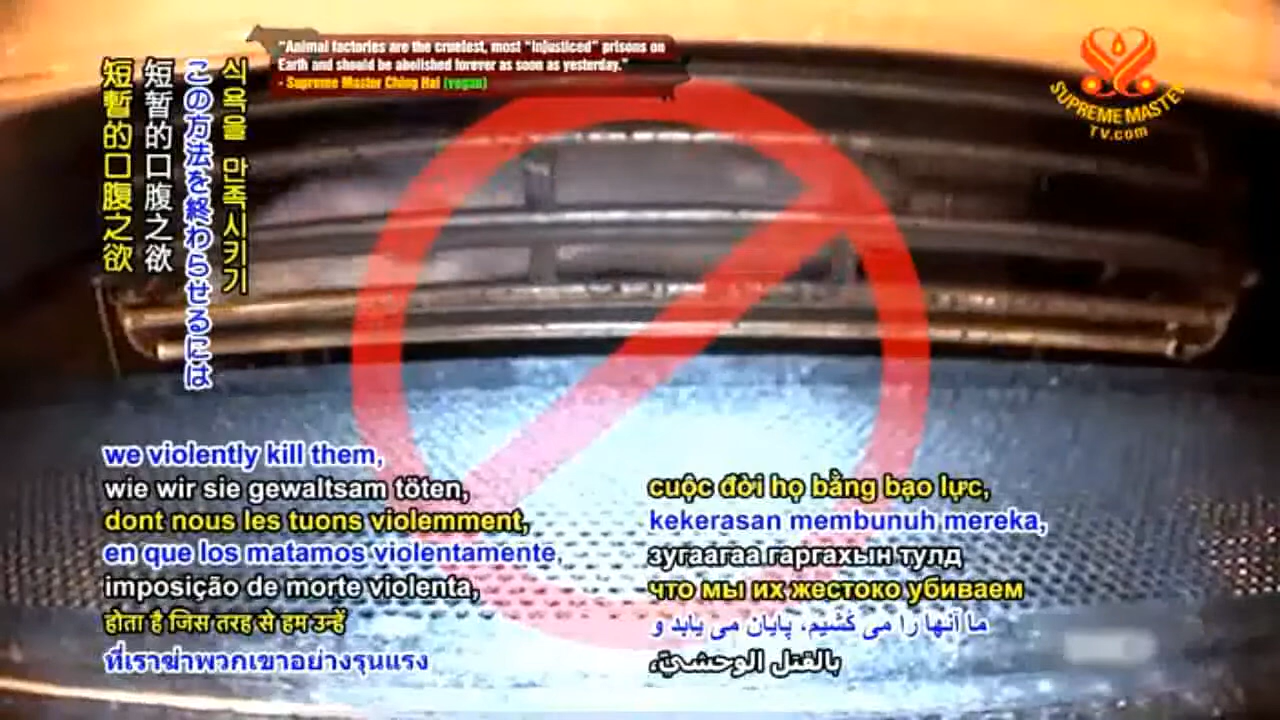 "Animal factories are the cruelest, most "injusticed" prisons on
Earth and should be abolished forever as soon as yesterday."
- Supreme Master Ching Hai (vegan)
SUPREME MASTER
TV.com
식욕을 만족시키기
この方法を終わらせるには
短暂的口腹之欲
短暫的口腹之欲
we violently kill them,
wie wir sie gewaltsam töten,
dont nous les tuons violemment,
en que los matamos violentamente,
imposição de morte violenta,
होता है जिस तरह से हम उन्हें
ที่เราฆ่าพวกเขาอย่างรุนแรง
cuộc đời họ bằng bạo lực,
kekerasan membunuh mereka,
зугаагаа гаргахын тулд
что мы их жестоко убиваем
ما آنها را می کُشیم، پایان می یابد و
بالقتل الوحشيّ،